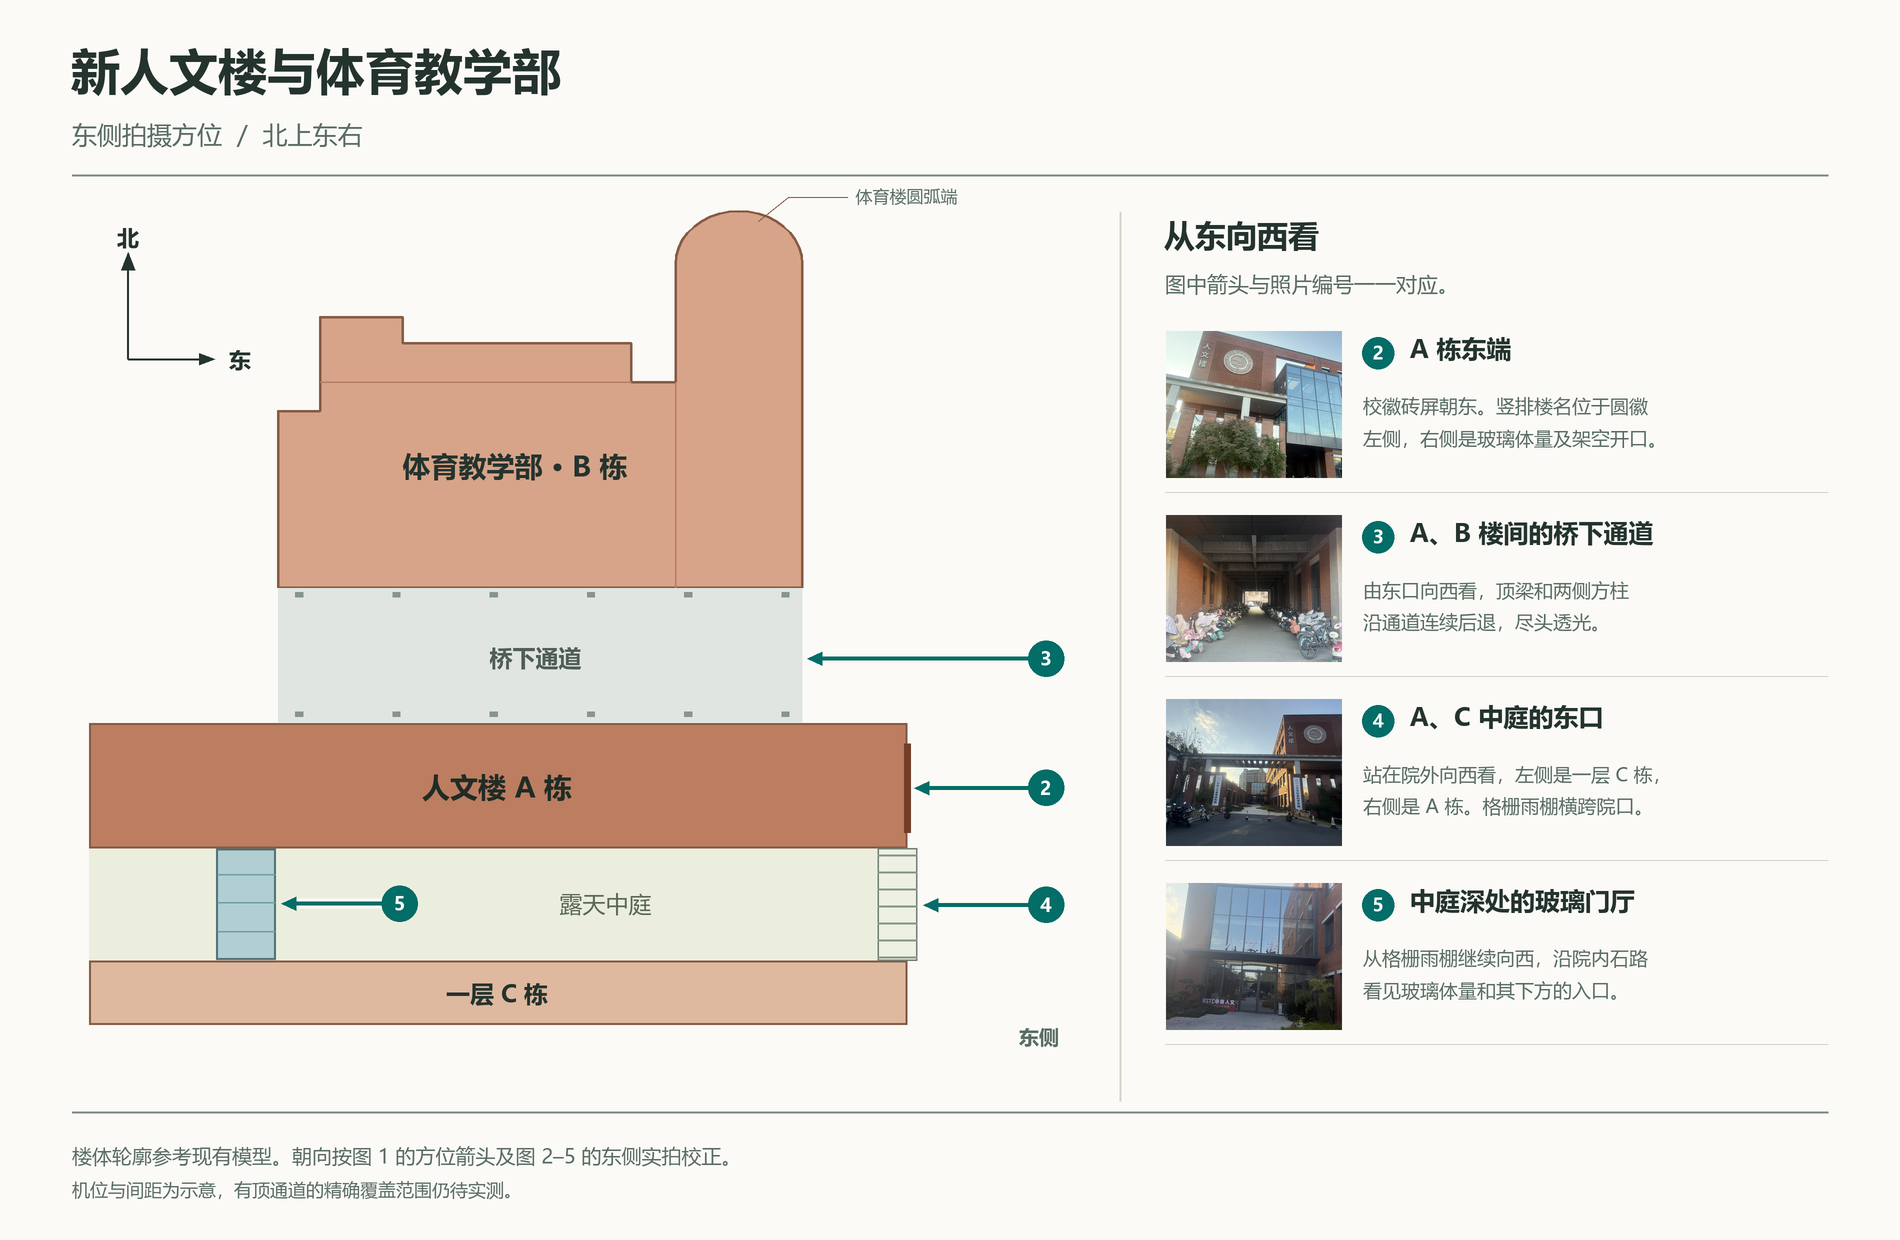 新人文楼与体育教学部
东侧拍摄方位 / 北上东右
体育楼圆弧端
北
东
体育教学部·B 栋
桥下通道
3
人文楼 A 栋
2
5
露天中庭
4
一层 C 栋
东侧
从东向西看
图中箭头与照片编号一一对应。
人文楼
2 A 栋东端
校徽砖屏朝东。竖排楼名位于圆徽
左侧，右侧是玻璃体量及架空开口。
3 A、B 楼间的桥下通道
由东口向西看，顶梁和两侧方柱
沿通道连续后退，尽头透光。
人文楼
4 A、C 中庭的东口
站在院外向西看，左侧是一层 C 栋，
右侧是 A 栋。格栅雨棚横跨院口。
5 中庭深处的玻璃门厅
从格栅雨棚继续向西，沿院内石路
看见玻璃体量和其下方的入口。
楼体轮廓参考现有模型。朝向按图 1 的方位箭头及图 2–5 的东侧实拍校正。
机位与间距为示意，有顶通道的精确覆盖范围仍待实测。